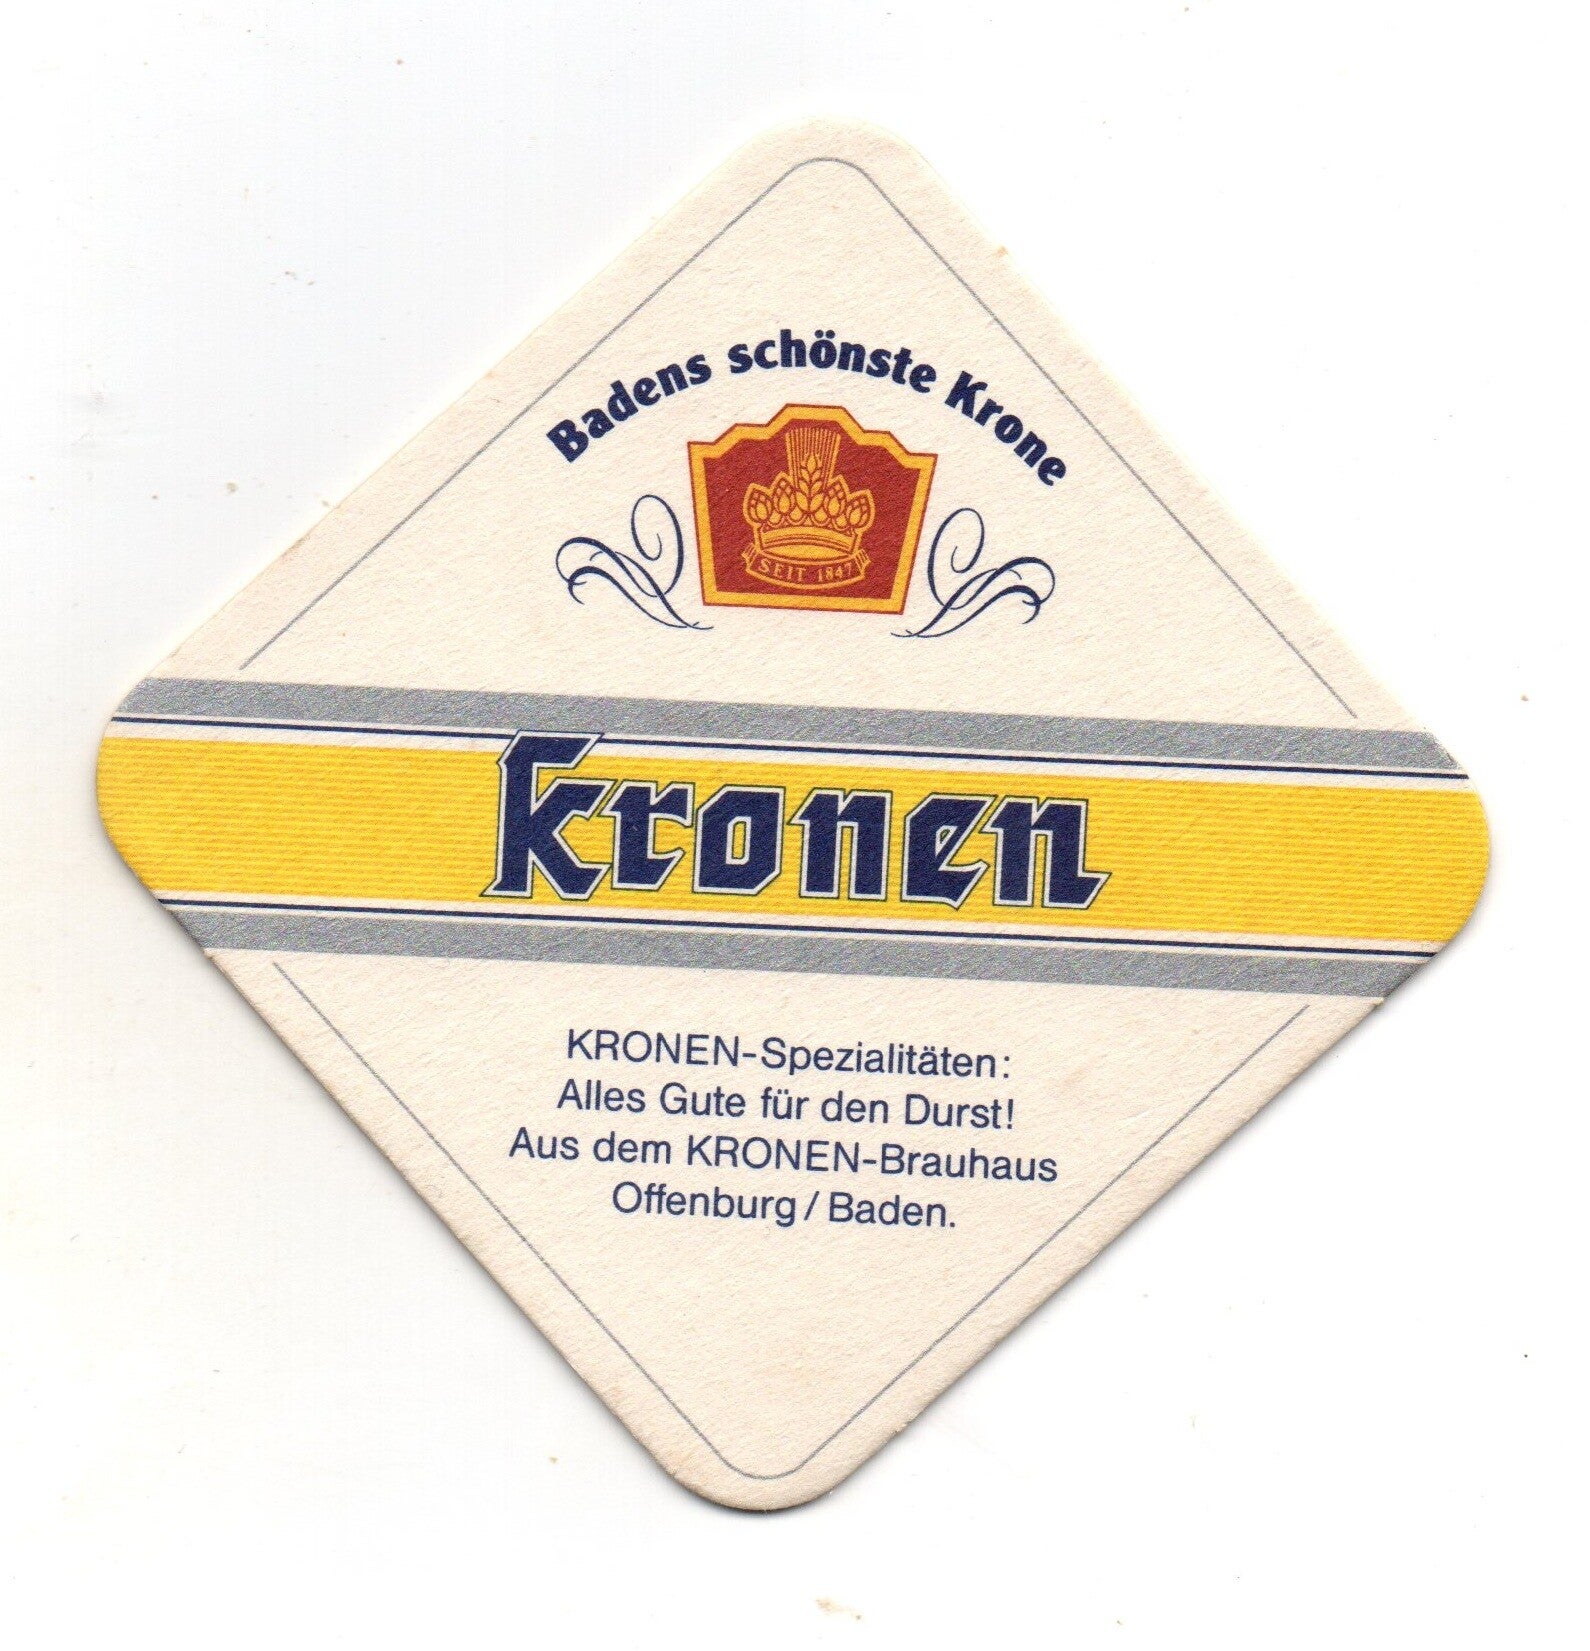 Badens schönste Krone
SEIT 1847
Kronen
KRONEN-Spezialitäten:
Alles Gute für den Durst!
Aus dem KRONEN-Brauhaus
Offenburg / Baden.